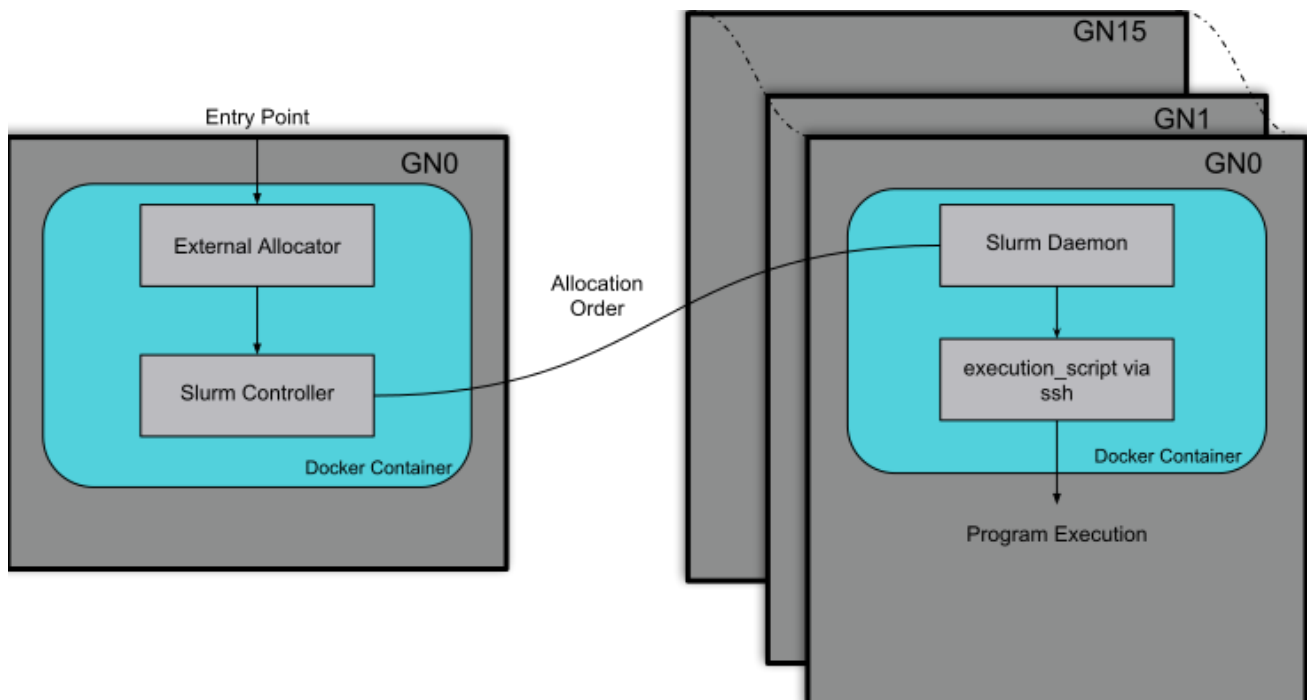 Entry Point
GN0
External Allocator
Slurm Controller
Docker Container
Allocation
Order
GN15
GN1
GN0
Slurm Daemon
execution_script via
ssh
Docker Container
Program Execution